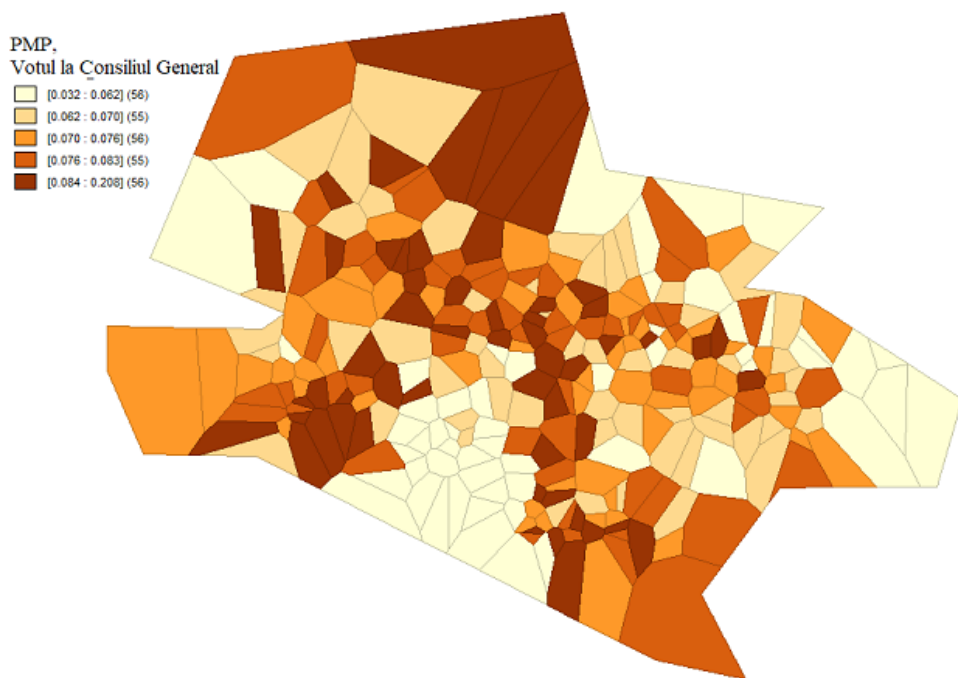 PMP,
Votul la Consiliul General
[0.032 : 0.062] (56)
[0.062 : 0.070] (55)
[0.070 : 0.076] (56)
[0.076 : 0.083] (55)
[0.084 : 0.208] (56)